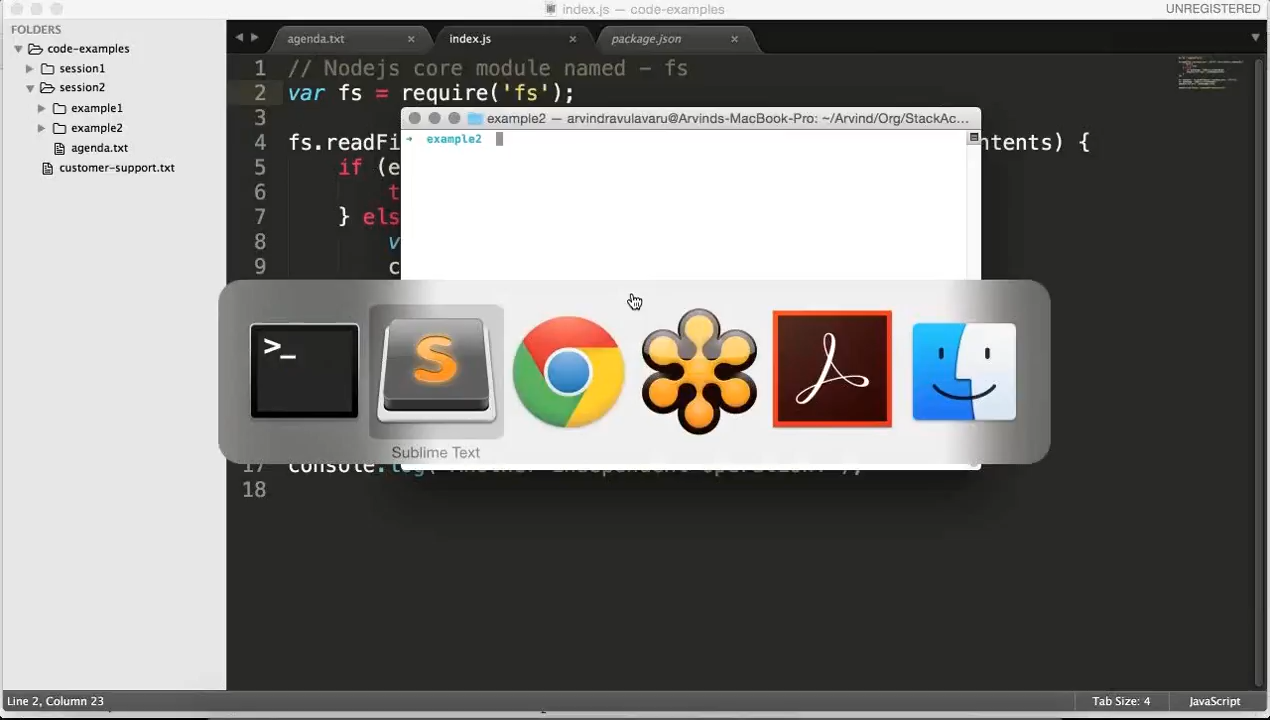 index.js — code-examples
UNREGISTERED
FOLDERS
code-examples
session1
session2
example1
example2
agenda.txt
customer-support.txt
agenda.txt
index.js
package.json
1 // Nodejs core module named - fs
2 var fs = require('fs');
3
4 fs.readFi ntents) {
5 if (e
6 t
7 } els
8 v
9 c
17 console.log
18
example2 — arvindravulavaru@Arvinds-MacBook-Pro: ~/Arvind/Org/StackAc...
→ example2
>_
S
Sublime Text
Line 2, Column 23
Tab Size: 4
JavaScript